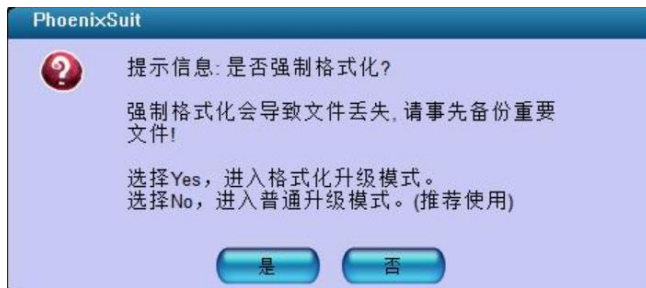 PhoenixSuit
提示信息: 是否强制格式化?
强制格式化会导致文件丢失, 请事先备份重要
文件!
选择Yes，进入格式化升级模式。
选择No，进入普通升级模式。(推荐使用)
是
否